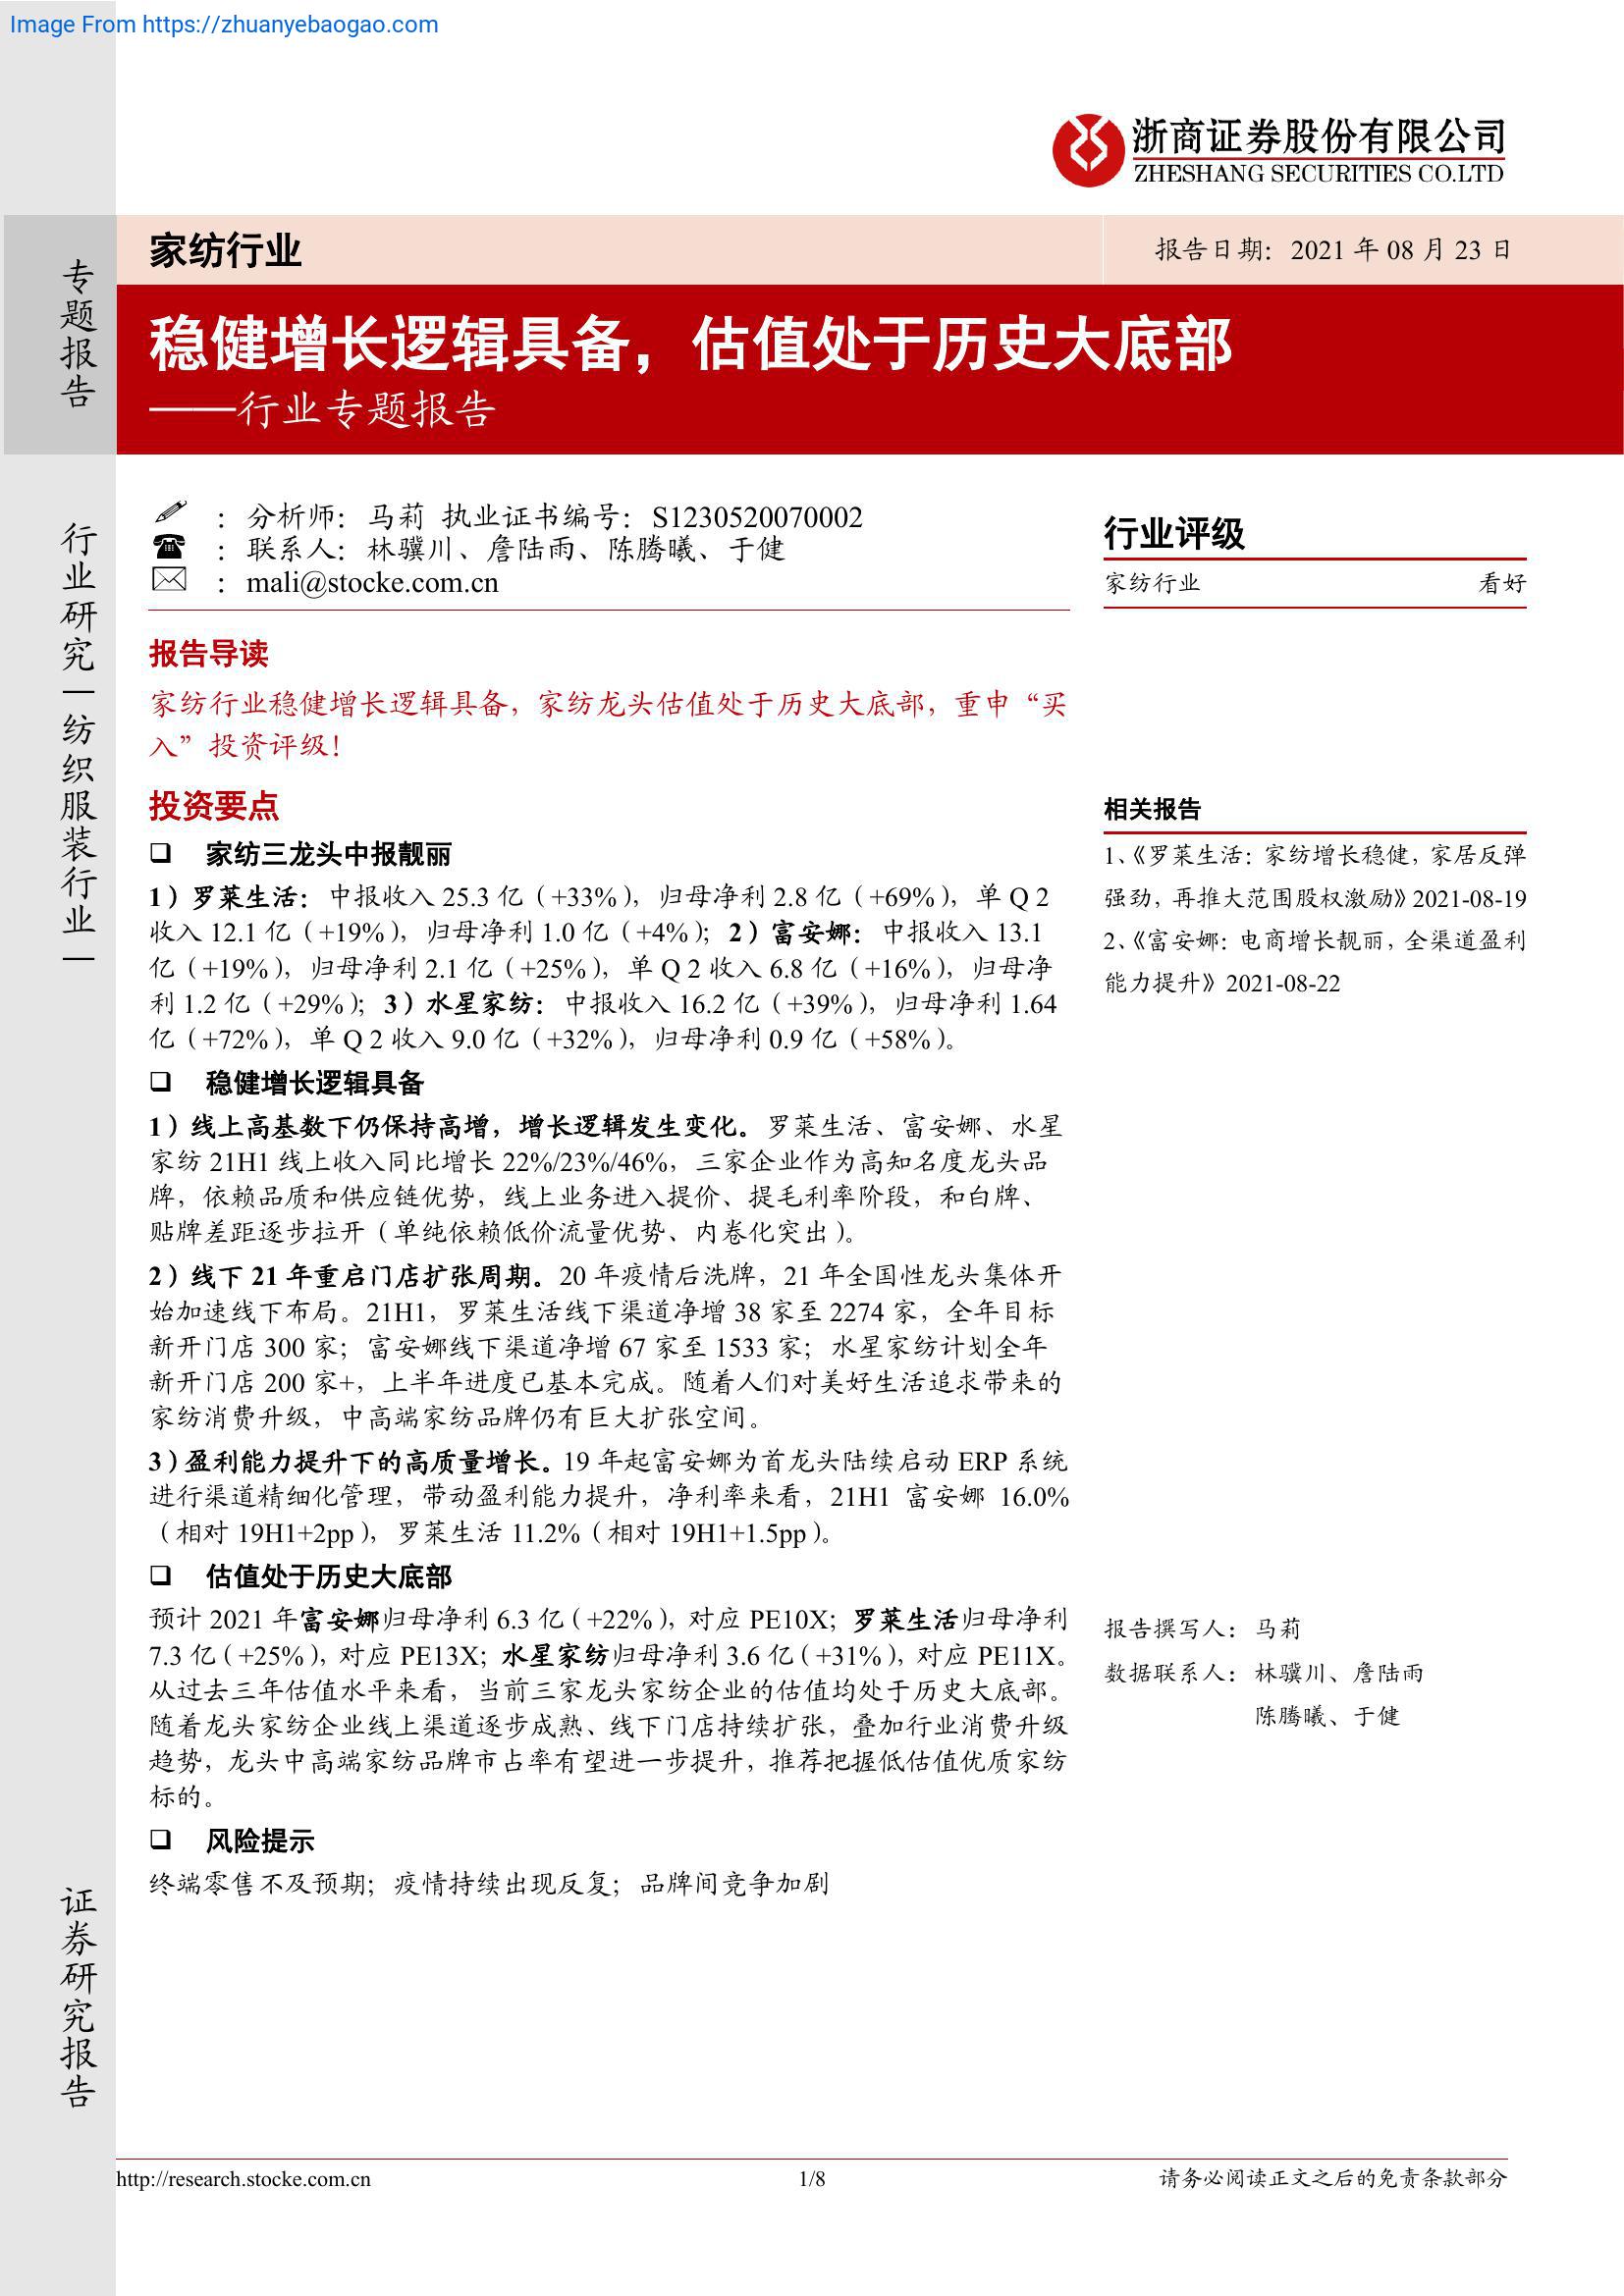 Image From https://zhuanyebaogao.com
浙商证券股份有限公司
ZHESHANG SECURITIES CO.LTD
专题报告
家纺行业
报告日期：2021 年 08 月 23 日
稳健增长逻辑具备，估值处于历史大底部
——行业专题报告
行业研究｜纺织服装行业｜
：分析师：马莉 执业证书编号：S1230520070002
：联系人：林骥川、詹陆雨、陈腾曦、于健
：mali@stocke.com.cn
行业评级
家纺行业 看好
报告导读
家纺行业稳健增长逻辑具备，家纺龙头估值处于历史大底部，重申“买
入”投资评级！
投资要点
❑ 家纺三龙头中报靓丽
1）罗莱生活：中报收入 25.3 亿（+33%），归母净利 2.8 亿（+69%），单 Q 2
收入 12.1 亿（+19%），归母净利 1.0 亿（+4%）；2）富安娜：中报收入 13.1
亿（+19%），归母净利 2.1 亿（+25%），单 Q 2 收入 6.8 亿（+16%），归母净
利 1.2 亿（+29%）；3）水星家纺：中报收入 16.2 亿（+39%），归母净利 1.64
亿（+72%），单 Q 2 收入 9.0 亿（+32%），归母净利 0.9 亿（+58%）。
❑ 稳健增长逻辑具备
1）线上高基数下仍保持高增，增长逻辑发生变化。罗莱生活、富安娜、水星
家纺 21H1 线上收入同比增长 22%/23%/46%，三家企业作为高知名度龙头品
牌，依赖品质和供应链优势，线上业务进入提价、提毛利率阶段，和白牌、
贴牌差距逐步拉开（单纯依赖低价流量优势、内卷化突出）。
2）线下 21 年重启门店扩张周期。20 年疫情后洗牌，21 年全国性龙头集体开
始加速线下布局。21H1，罗莱生活线下渠道净增 38 家至 2274 家，全年目标
新开门店 300 家；富安娜线下渠道净增 67 家至 1533 家；水星家纺计划全年
新开门店 200 家+，上半年进度已基本完成。随着人们对美好生活追求带来的
家纺消费升级，中高端家纺品牌仍有巨大扩张空间。
3）盈利能力提升下的高质量增长。19 年起富安娜为首龙头陆续启动 ERP 系统
进行渠道精细化管理，带动盈利能力提升，净利率来看，21H1 富安娜 16.0%
（相对 19H1+2pp），罗莱生活 11.2%（相对 19H1+1.5pp）。
❑ 估值处于历史大底部
预计 2021 年富安娜归母净利 6.3 亿（+22%），对应 PE10X；罗莱生活归母净利
7.3 亿（+25%），对应 PE13X；水星家纺归母净利 3.6 亿（+31%），对应 PE11X。
从过去三年估值水平来看，当前三家龙头家纺企业的估值均处于历史大底部。
随着龙头家纺企业线上渠道逐步成熟、线下门店持续扩张，叠加行业消费升级
趋势，龙头中高端家纺品牌市占率有望进一步提升，推荐把握低估值优质家纺
标的。
❑ 风险提示
终端零售不及预期；疫情持续出现反复；品牌间竞争加剧
相关报告
1、《罗莱生活：家纺增长稳健，家居反弹
强劲，再推大范围股权激励》2021-08-19
2、《富安娜：电商增长靓丽，全渠道盈利
能力提升》2021-08-22
报告撰写人：马莉
数据联系人：林骥川、詹陆雨
陈腾曦、于健
证券研究报告
http://research.stocke.com.cn
1/8
请务必阅读正文之后的免责条款部分